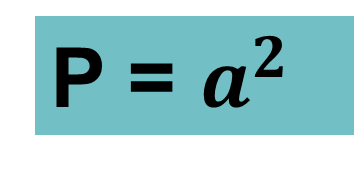 P = a²